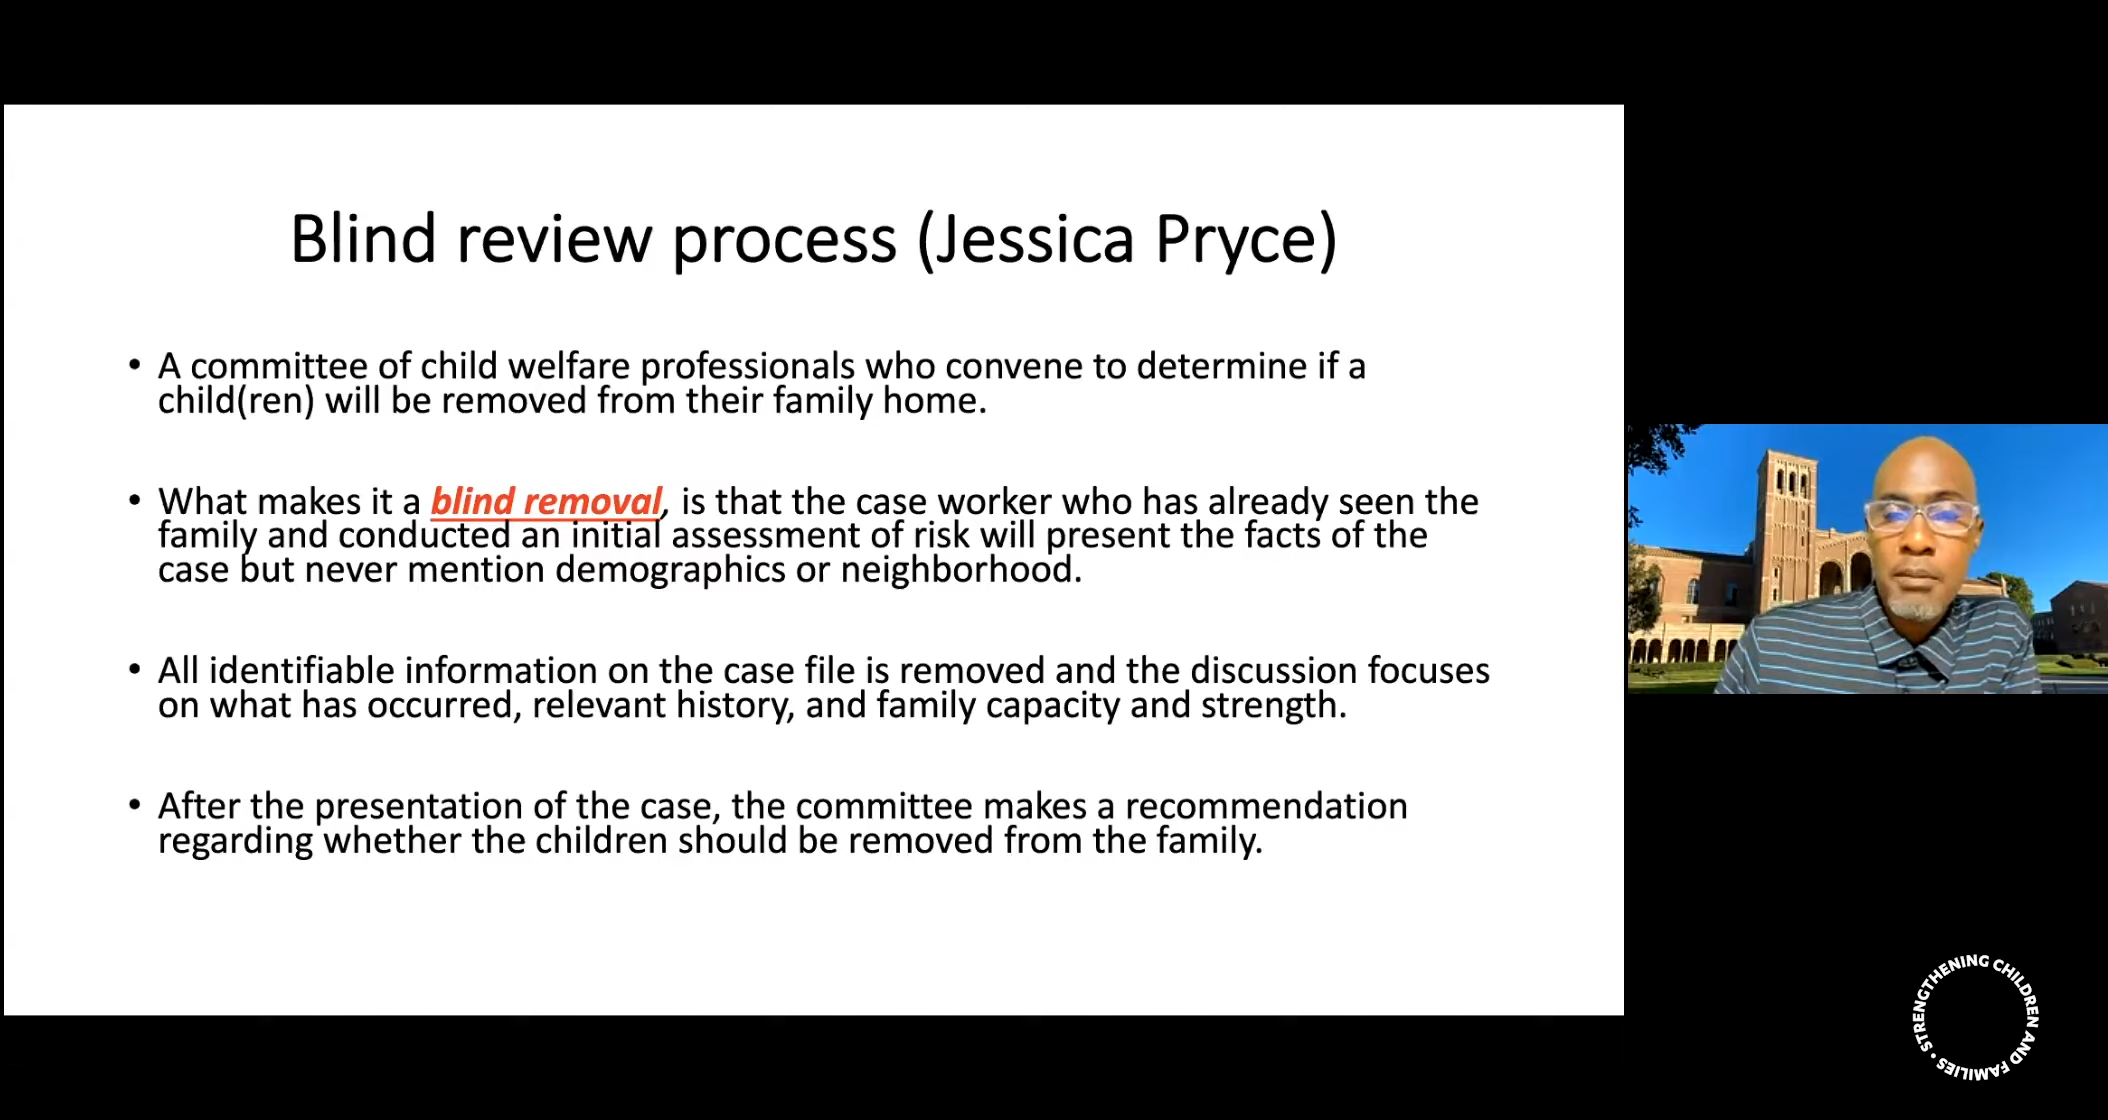 Blind review process (Jessica Pryce)
• A committee of child welfare professionals who convene to determine if a
child(ren) will be removed from their family home.
• What makes it a blind removal, is that the case worker who has already seen the
family and conducted an initial assessment of risk will present the facts of the
case but never mention demographics or neighborhood.
• All identifiable information on the case file is removed and the discussion focuses
on what has occurred, relevant history, and family capacity and strength.
• After the presentation of the case, the committee makes a recommendation
regarding whether the children should be removed from the family.
STRENGTHENING CHILDREN AND FAMILIES •